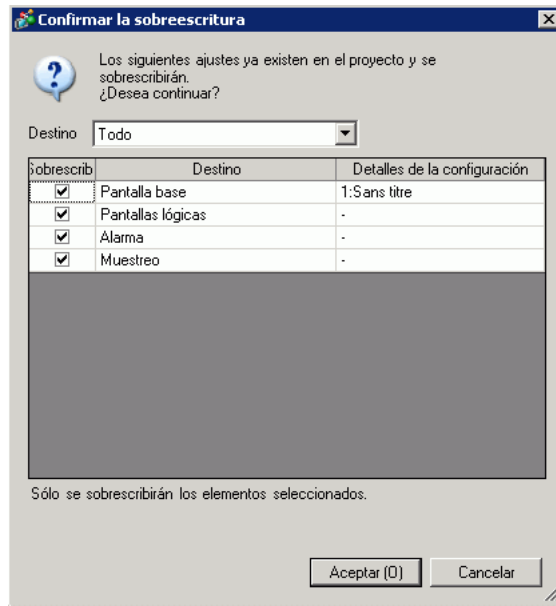 Confirmar la sobreescritura
Los siguientes ajustes ya existen en el proyecto y se
sobrescribirán.
¿Desea continuar?
Destino Todo
Sobrescrib Destino Detalles de la configuración
Pantalla base 1:Sans titre
Pantallas lógicas -
Alarma -
Muestreo -
Sólo se sobrescribirán los elementos seleccionados.
Aceptar (O) Cancelar